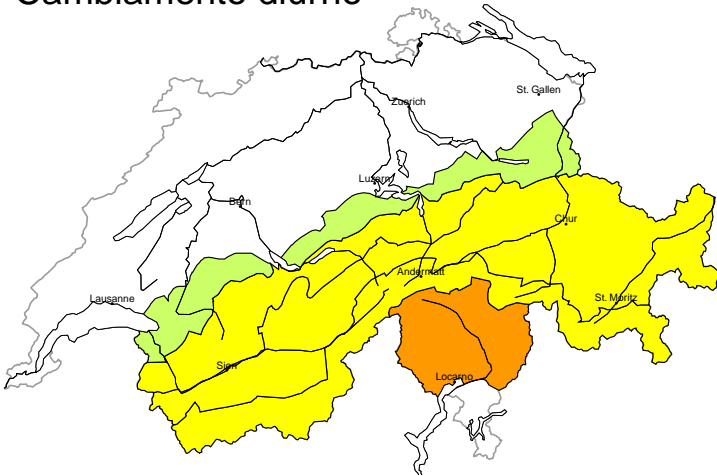 Cambiamento diurno
St. Gallen
Zuerich
Luzern
Bern
Chur
Andermatt
Lausanne
St. Moritz
Sion
Locarno